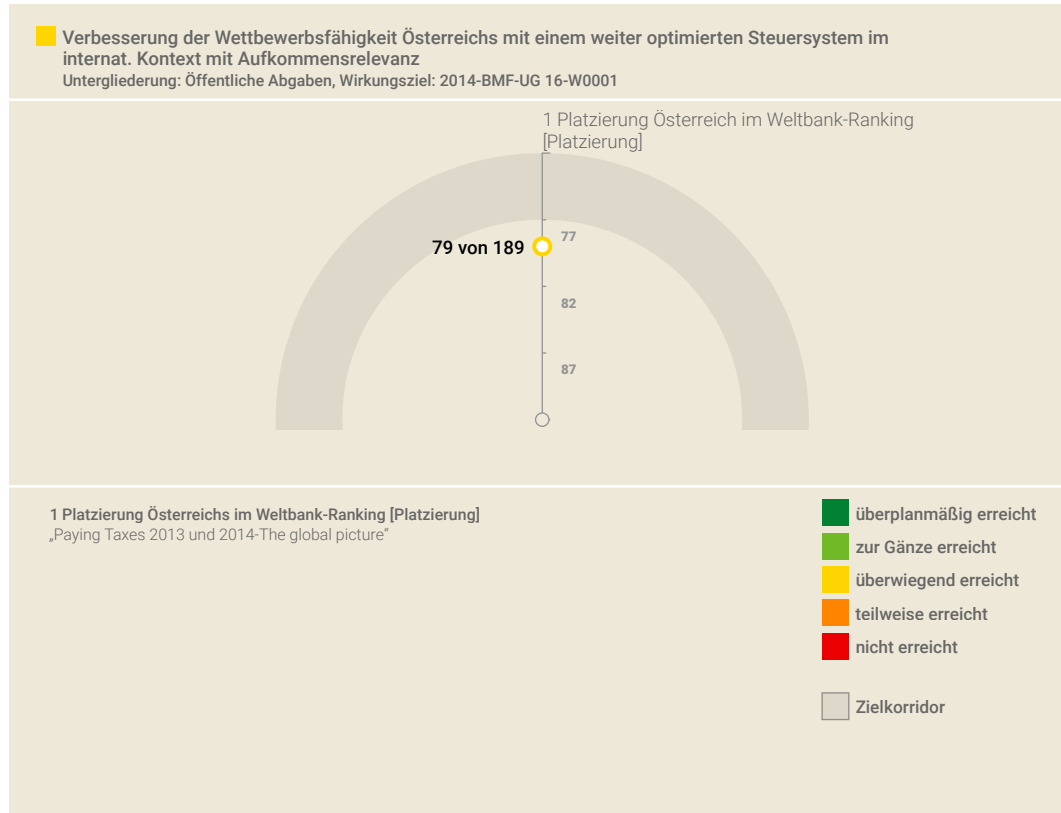 Verbesserung der Wettbewerbsfähigkeit Österreichs mit einem weiter optimierten Steuersystem im
internat. Kontext mit Aufkommensrelevanz
Untergliederung: Öffentliche Abgaben, Wirkungsziel: 2014-BMF-UG 16-W0001
1 Platzierung Österreich im Weltbank-Ranking
[Platzierung]
77
79 von 189
82
87
1 Platzierung Österreichs im Weltbank-Ranking [Platzierung]
„Paying Taxes 2013 und 2014-The global picture“
überplanmäßig erreicht
zur Gänze erreicht
überwiegend erreicht
teilweise erreicht
nicht erreicht
Zielkorridor